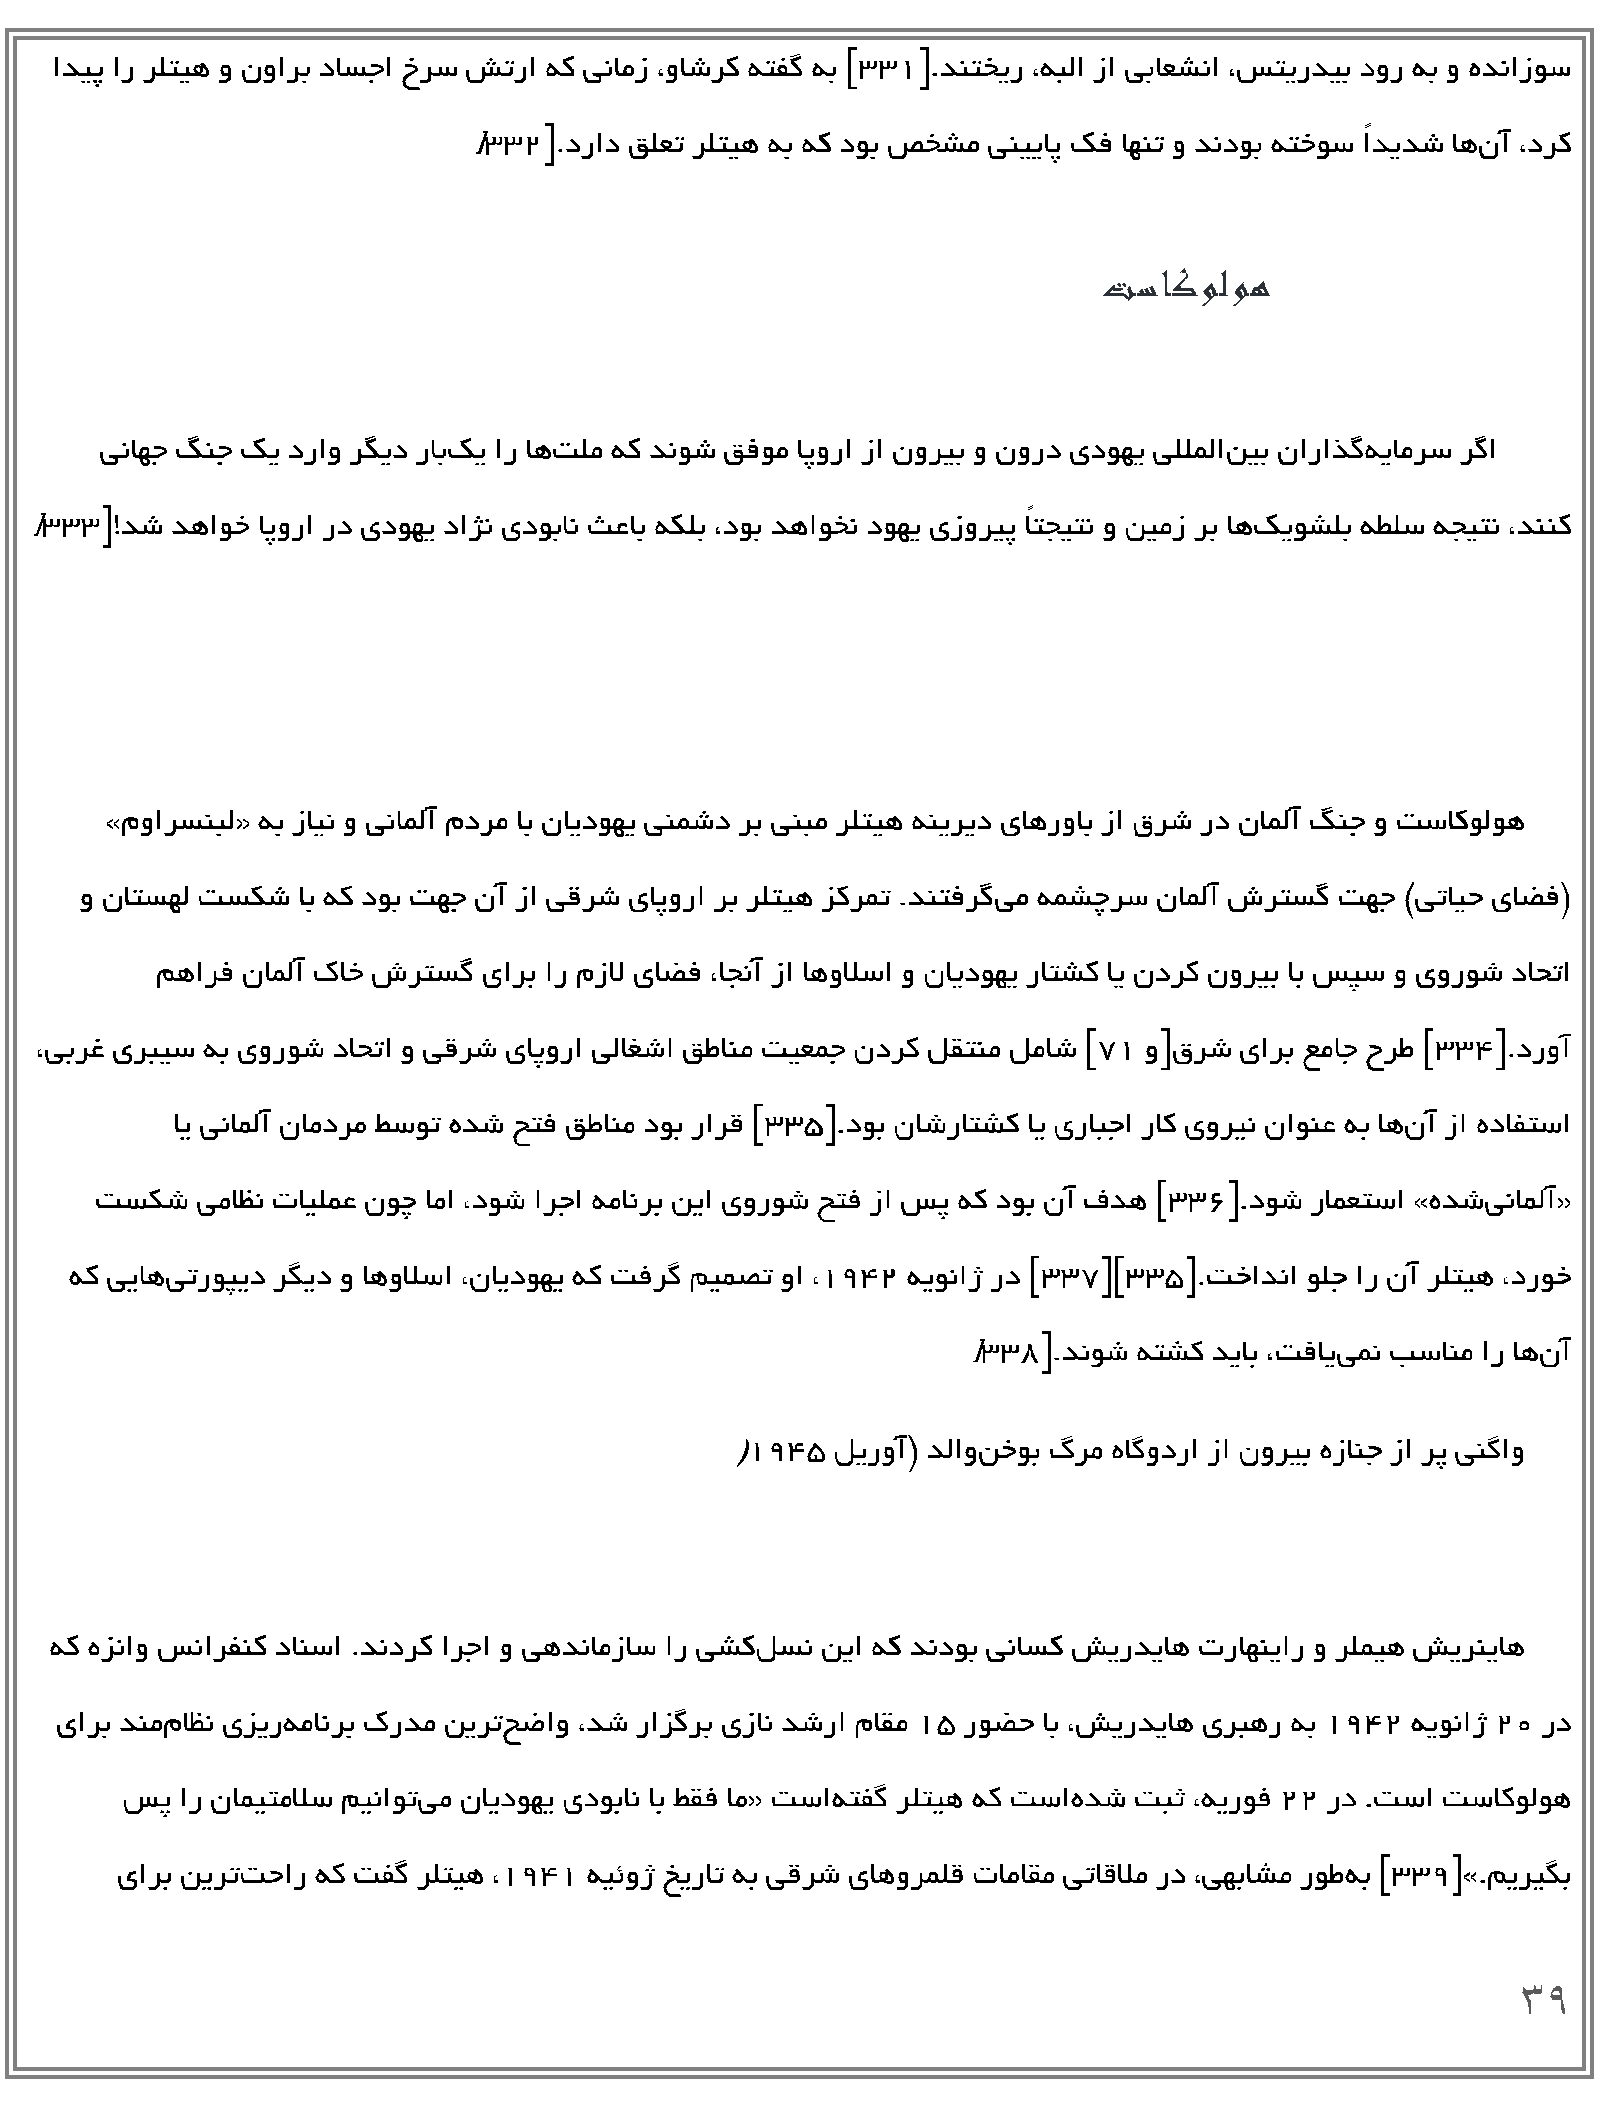 سوزانده و به رود بیدریتس، انشعابی از البه، ریختند.[۳۳۱] به گفته کرشاو، زمانی که ارتش سرخ اجساد براون و هیتلر را پیدا
کرد، آن‌ها شدیداً سوخته بودند و تنها فک پایینی مشخص بود که به هیتلر تعلق دارد.[۳۳۲/
هولوکاست
اگر سرمایه‌گذاران بین‌المللی یهودی درون و بیرون از اروپا موفق شوند که ملت‌ها را یک‌بار دیگر وارد یک جنگ جهانی
کنند، نتیجه سلطه بلشویک‌ها بر زمین و نتیجتاً پیروزی یهود نخواهد بود، بلکه باعث نابودی نژاد یهودی در اروپا خواهد شد![۳۳۳/
هولوکاست و جنگ آلمان در شرق از باورهای دیرینه هیتلر مبنی بر دشمنی یهودیان با مردم آلمانی و نیاز به «لبنسراوم»
(فضای حیاتی) جهت گسترش آلمان سرچشمه می‌گرفتند. تمرکز هیتلر بر اروپای شرقی از آن جهت بود که با شکست لهستان و
اتحاد شوروی و سپس با بیرون کردن یا کشتار یهودیان و اسلاوها از آنجا، فضای لازم را برای گسترش خاک آلمان فراهم
آورد.[۳۳۴] طرح جامع برای شرق[و ۷۱] شامل منتقل کردن جمعیت مناطق اشغالی اروپای شرقی و اتحاد شوروی به سیبری غربی،
استفاده از آن‌ها به عنوان نیروی کار اجباری یا کشتارشان بود.[۳۳۵] قرار بود مناطق فتح شده توسط مردمان آلمانی یا
«آلمانی‌شده» استعمار شود.[۳۳۶] هدف آن بود که پس از فتح شوروی این برنامه اجرا شود، اما چون عملیات نظامی شکست
خورد، هیتلر آن را جلو انداخت.[۳۳۵][۳۳۷] در ژانویه ۱۹۴۲، او تصمیم گرفت که یهودیان، اسلاوها و دیگر دیپورتی‌هایی که
آن‌ها را مناسب نمی‌یافت، باید کشته شوند.[۳۳۸/
واگنی پر از جنازه بیرون از اردوگاه مرگ بوخن‌والد (آوریل ۱۹۴۵(
هاینریش هیملر و راینهارت هایدریش کسانی بودند که این نسل‌کشی را سازماندهی و اجرا کردند. اسناد کنفرانس وانزه که
در ۲۰ ژانویه ۱۹۴۲ به رهبری هایدریش، با حضور ۱۵ مقام ارشد نازی برگزار شد، واضح‌ترین مدرک برنامه‌ریزی نظام‌مند برای
هولوکاست است. در ۲۲ فوریه، ثبت شده‌است که هیتلر گفته‌است «ما فقط با نابودی یهودیان می‌توانیم سلامتیمان را پس
بگیریم.»[۳۳۹] به‌طور مشابهی، در ملاقاتی مقامات قلمروهای شرقی به تاریخ ژوئیه ۱۹۴۱، هیتلر گفت که راحت‌ترین برای
۳۹